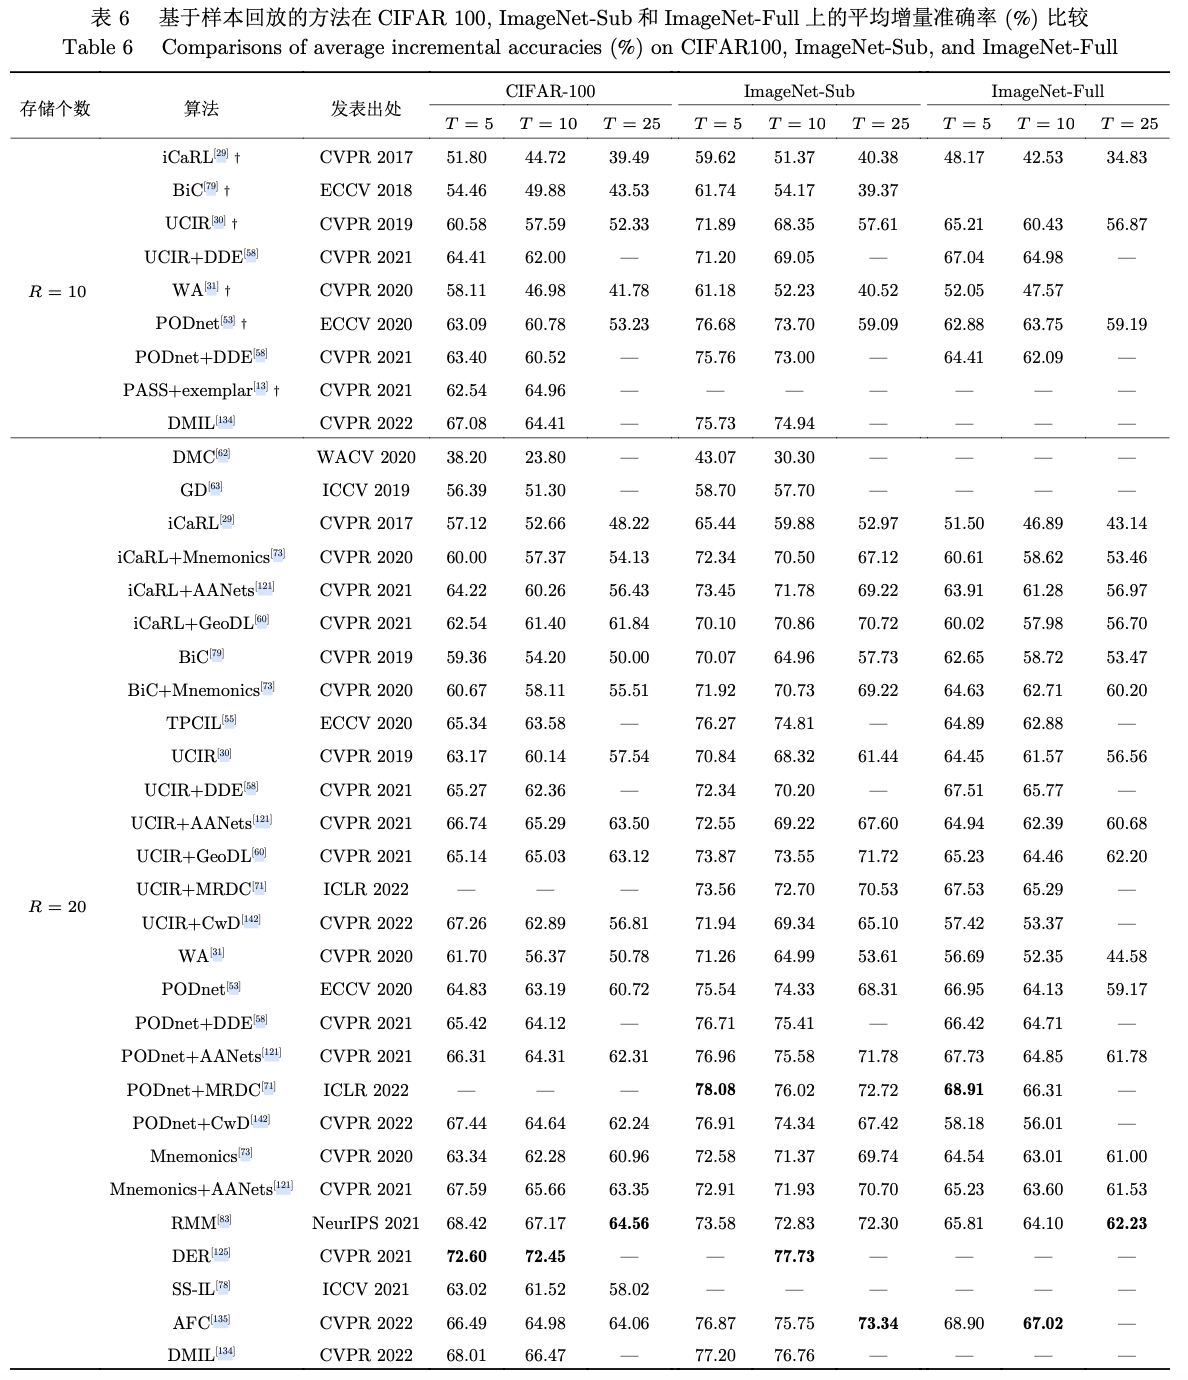 表 6 基于样本回放的方法在 CIFAR 100, ImageNet-Sub 和 ImageNet-Full 上的平均增量准确率 (%) 比较
Table 6 Comparisons of average incremental accuracies (%) on CIFAR100, ImageNet-Sub, and ImageNet-Full
存储个数 算法 发表出处 CIFAR-100 ImageNet-Sub ImageNet-Full
T = 5 T = 10 T = 25 T = 5 T = 10 T = 25 T = 5 T = 10 T = 25
R = 10
iCaRL[29] † CVPR 2017 51.80 44.72 39.49 59.62 51.37 40.38 48.17 42.53 34.83
BiC[79] † ECCV 2018 54.46 49.88 43.53 61.74 54.17 39.37
UCIR[30] † CVPR 2019 60.58 57.59 52.33 71.89 68.35 57.61 65.21 60.43 56.87
UCIR+DDE[58] CVPR 2021 64.41 62.00 — 71.20 69.05 — 67.04 64.98 —
WA[31] † CVPR 2020 58.11 46.98 41.78 61.18 52.23 40.52 52.05 47.57
PODnet[53] † ECCV 2020 63.09 60.78 53.23 76.68 73.70 59.09 62.88 63.75 59.19
PODnet+DDE[58] CVPR 2021 63.40 60.52 — 75.76 73.00 — 64.41 62.09 —
PASS+exemplar[13] † CVPR 2021 62.54 64.96 — — — — — — —
DMIL[134] CVPR 2022 67.08 64.41 — 75.73 74.94 — — — —
R = 20
DMC[62] WACV 2020 38.20 23.80 — 43.07 30.30 — — — —
GD[63] ICCV 2019 56.39 51.30 — 58.70 57.70 — — — —
iCaRL[29] CVPR 2017 57.12 52.66 48.22 65.44 59.88 52.97 51.50 46.89 43.14
iCaRL+Mnemonics[73] CVPR 2020 60.00 57.37 54.13 72.34 70.50 67.12 60.61 58.62 53.46
iCaRL+AANets[121] CVPR 2021 64.22 60.26 56.43 73.45 71.78 69.22 63.91 61.28 56.97
iCaRL+GeoDL[60] CVPR 2021 62.54 61.40 61.84 70.10 70.86 70.72 60.02 57.98 56.70
BiC[79] CVPR 2019 59.36 54.20 50.00 70.07 64.96 57.73 62.65 58.72 53.47
BiC+Mnemonics[73] CVPR 2020 60.67 58.11 55.51 71.92 70.73 69.22 64.63 62.71 60.20
TPCIL[55] ECCV 2020 65.34 63.58 — 76.27 74.81 — 64.89 62.88 —
UCIR[30] CVPR 2019 63.17 60.14 57.54 70.84 68.32 61.44 64.45 61.57 56.56
UCIR+DDE[58] CVPR 2021 65.27 62.36 — 72.34 70.20 — 67.51 65.77 —
UCIR+AANets[121] CVPR 2021 66.74 65.29 63.50 72.55 69.22 67.60 64.94 62.39 60.68
UCIR+GeoDL[60] CVPR 2021 65.14 65.03 63.12 73.87 73.55 71.72 65.23 64.46 62.20
UCIR+MRDC[71] ICLR 2022 — — — 73.56 72.70 70.53 67.53 65.29 —
UCIR+CwD[142] CVPR 2022 67.26 62.89 56.81 71.94 69.34 65.10 57.42 53.37 —
WA[31] CVPR 2020 61.70 56.37 50.78 71.26 64.99 53.61 56.69 52.35 44.58
PODnet[53] ECCV 2020 64.83 63.19 60.72 75.54 74.33 68.31 66.95 64.13 59.17
PODnet+DDE[58] CVPR 2021 65.42 64.12 — 76.71 75.41 — 66.42 64.71 —
PODnet+AANets[121] CVPR 2021 66.31 64.31 62.31 76.96 75.58 71.78 67.73 64.85 61.78
PODnet+MRDC[71] ICLR 2022 — — — 78.08 76.02 72.72 68.91 66.31 —
PODnet+CwD[142] CVPR 2022 67.44 64.64 62.24 76.91 74.34 67.42 58.18 56.01 —
Mnemonics[73] CVPR 2020 63.34 62.28 60.96 72.58 71.37 69.74 64.54 63.01 61.00
Mnemonics+AANets[121] CVPR 2021 67.59 65.66 63.35 72.91 71.93 70.70 65.23 63.60 61.53
RMM[83] NeurIPS 2021 68.42 67.17 64.56 73.58 72.83 72.30 65.81 64.10 62.23
DER[125] CVPR 2021 72.60 72.45 — — 77.73 — — — —
SS-IL[78] ICCV 2021 63.02 61.52 58.02 — — — — — —
AFC[135] CVPR 2022 66.49 64.98 64.06 76.87 75.75 73.34 68.90 67.02 —
DMIL[134] CVPR 2022 68.01 66.47 — 77.20 76.76 — — — —